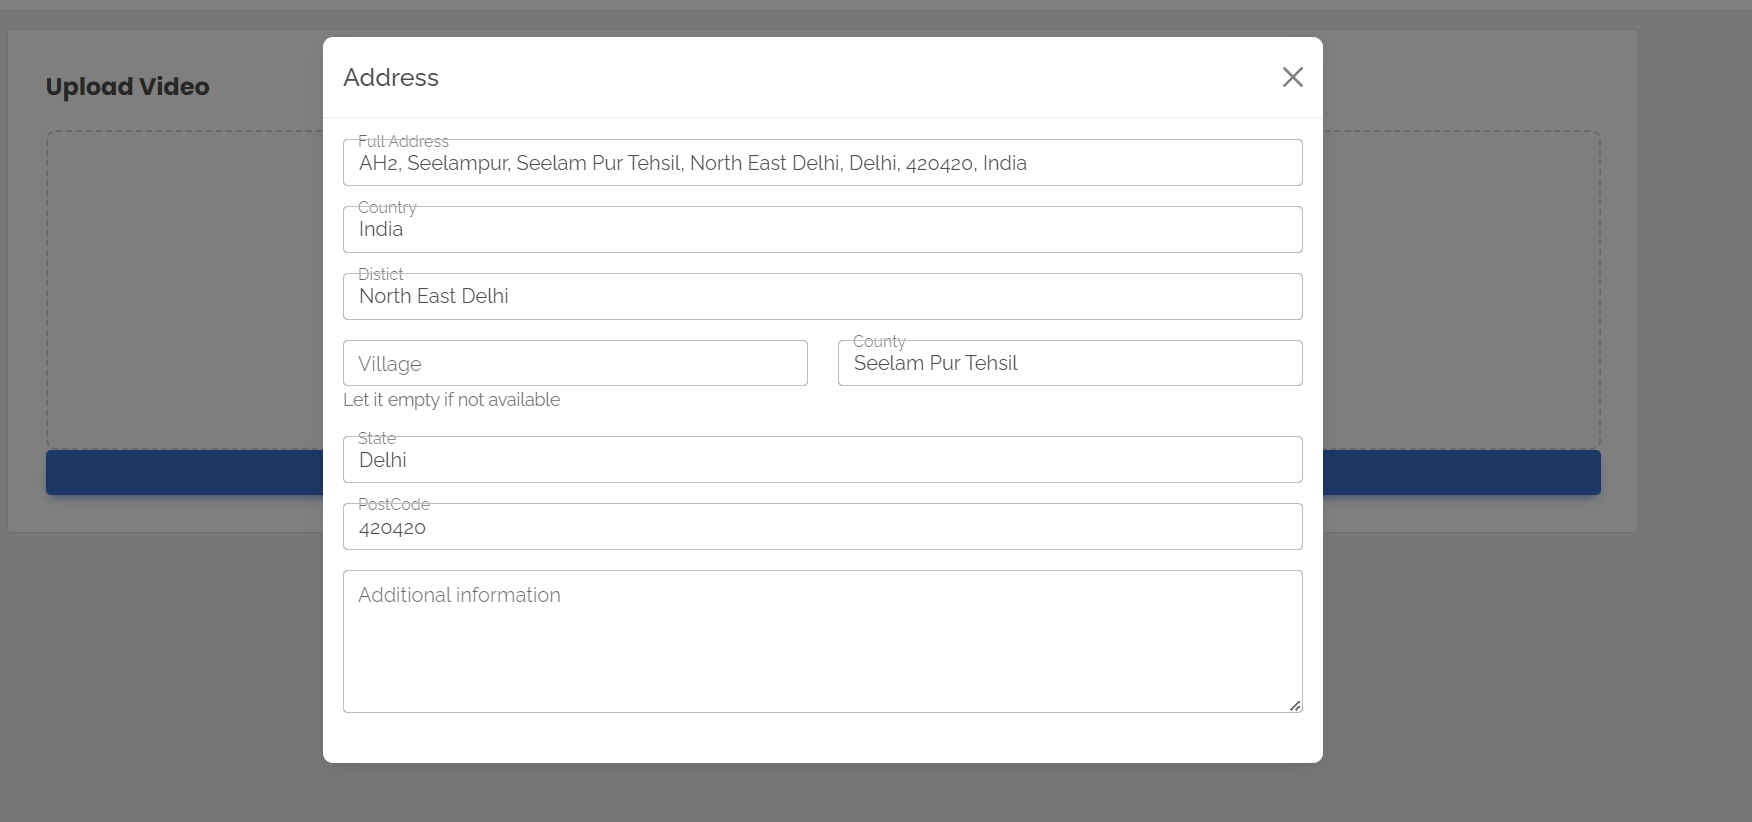 Upload Video
Address
Full Address
AH2, Seelampur, Seelam Pur Tehsil, North East Delhi, Delhi, 420420, India
Country
India
Distict
North East Delhi
Village
County
Seelam Pur Tehsil
Let it empty if not available
State
Delhi
PostCode
420420
Additional information